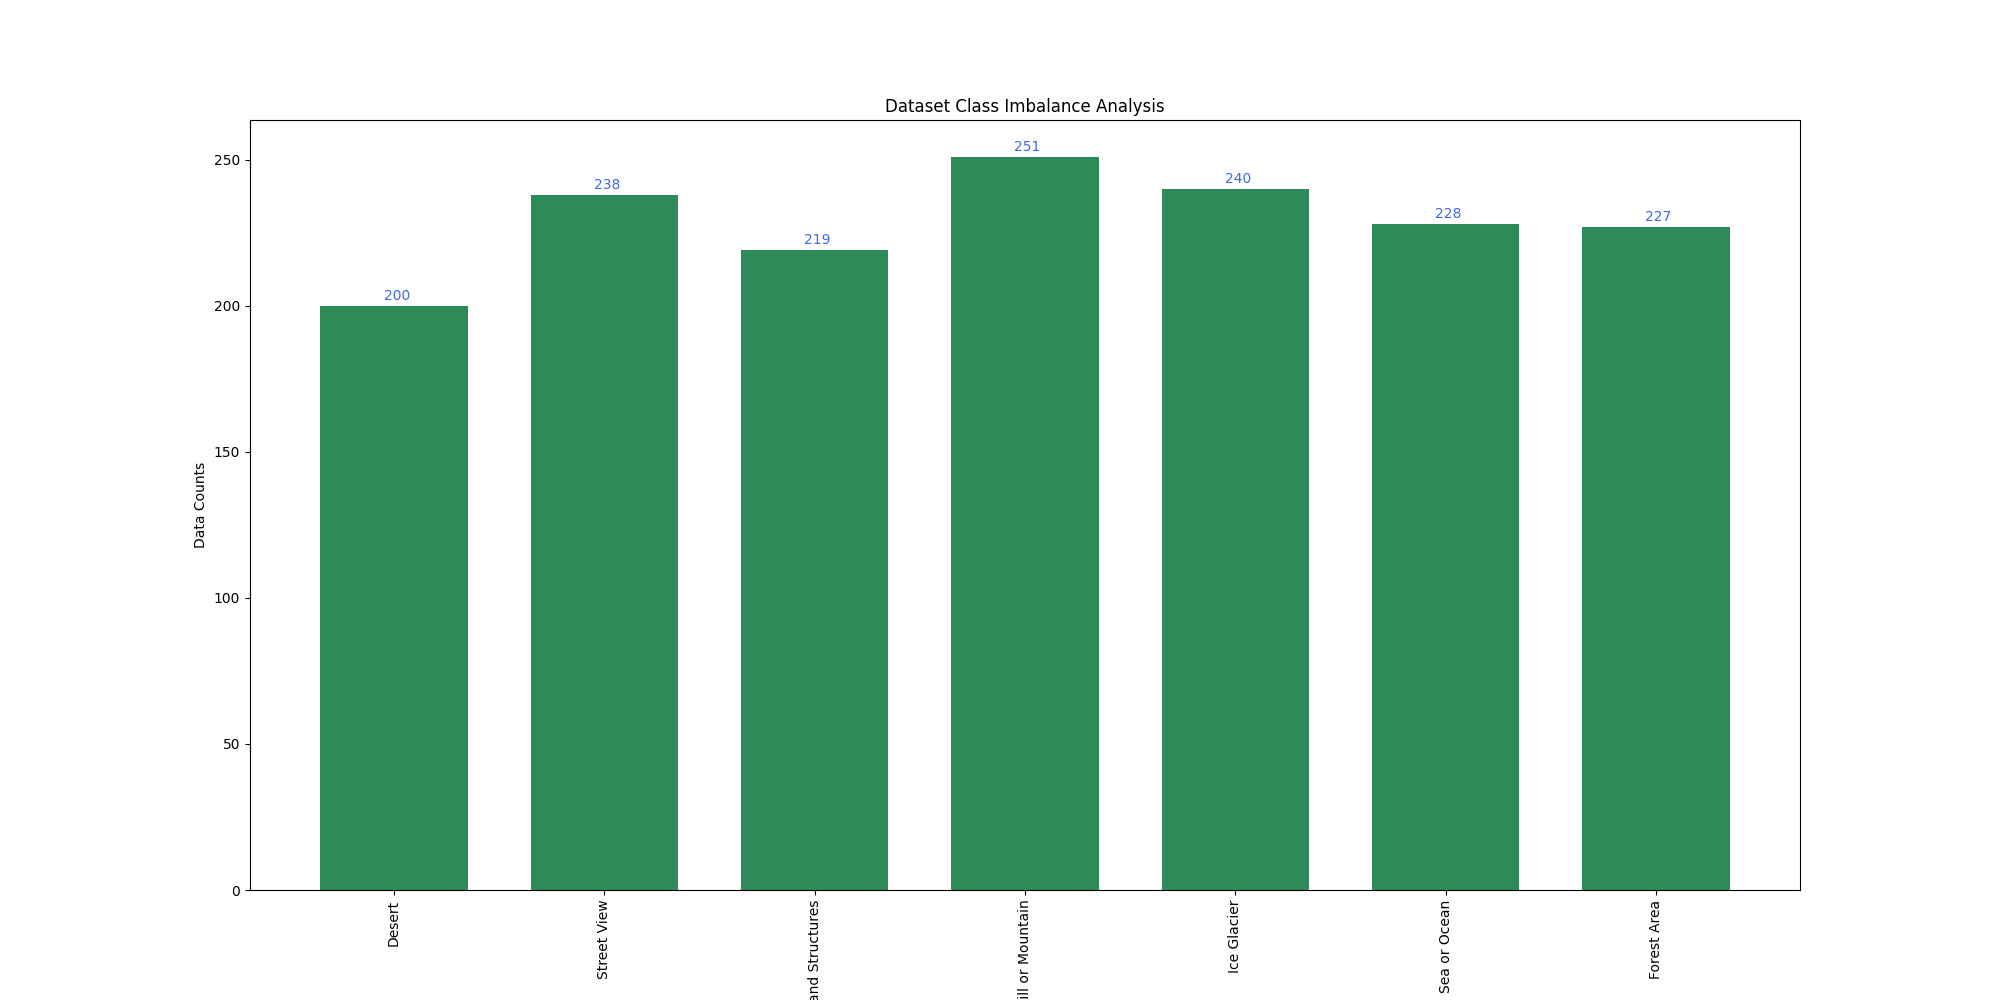 Dataset Class Imbalance Analysis
250
200
150
100
50
0
Data Counts
200
238
219
251
240
228
227
Desert
Street View
and Structures
ill or Mountain
Ice Glacier
Sea or Ocean
Forest Area